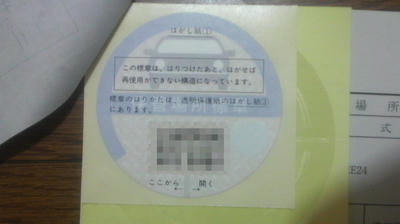 はがし紙①
この標章は、はりつけたあと、はがせば
再使用ができない構造になっています。
標章のはりかたは、透明保護紙のはがし紙②
にあります。
ここから
← →
開く
場所
式
E24